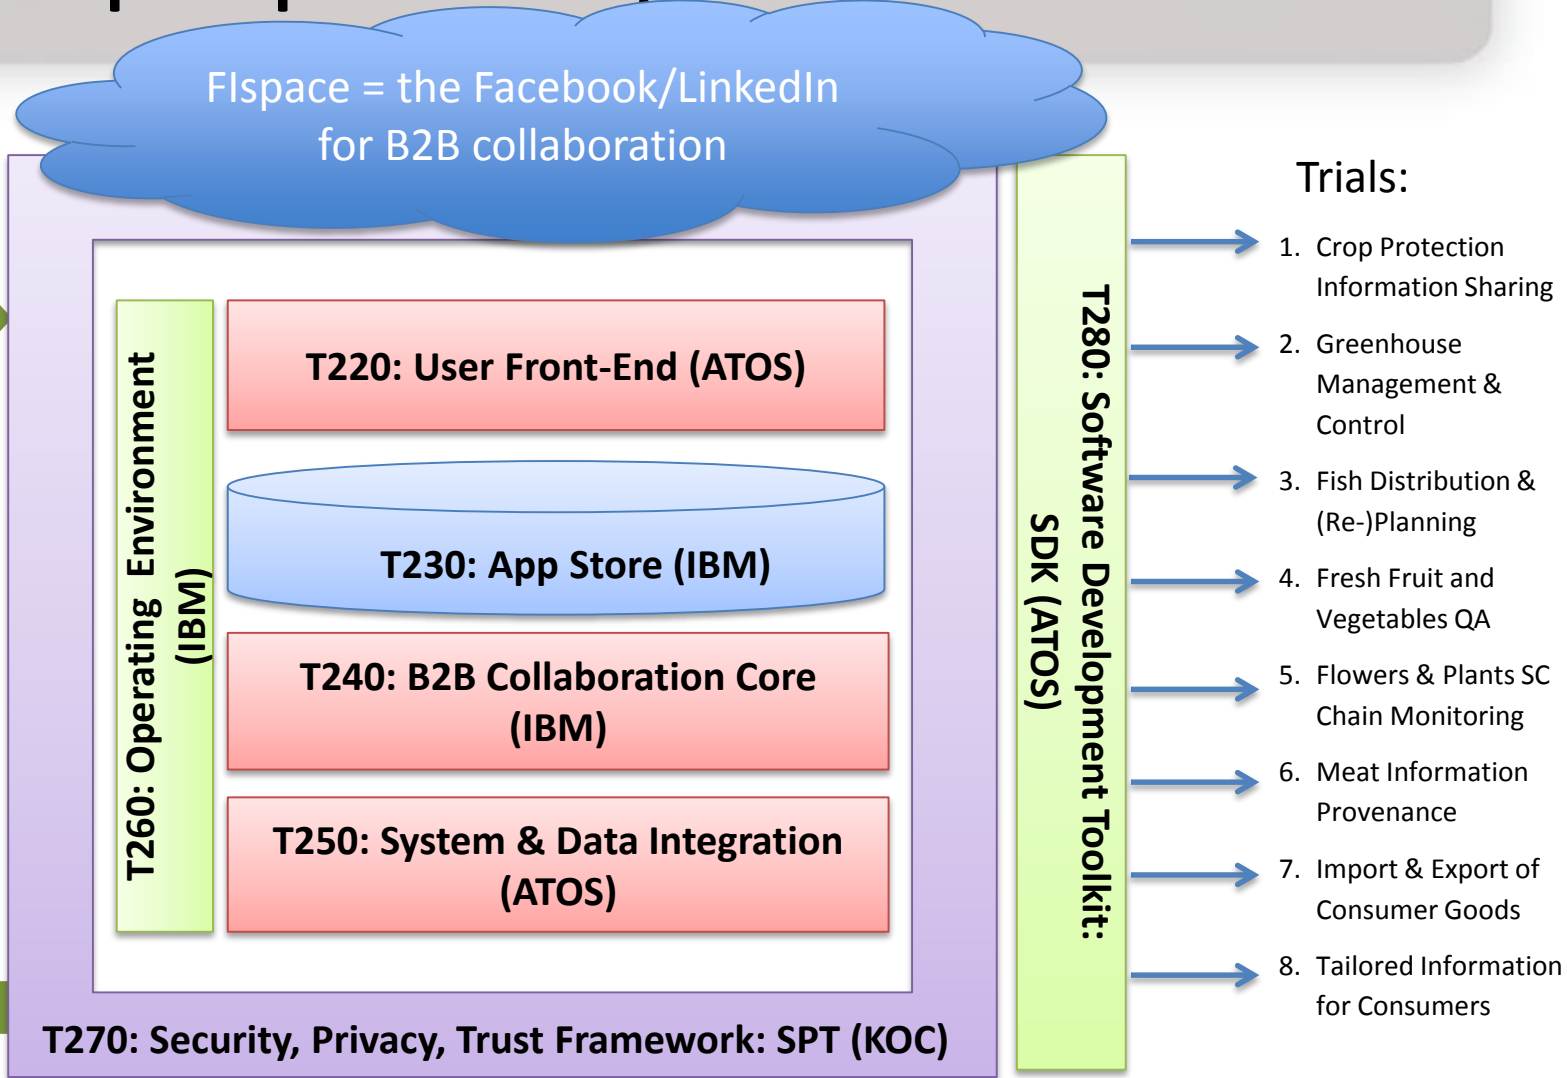 FIspace = the Facebook/LinkedIn
for B2B collaboration
T260: Operating Environment
(IBM)
T220: User Front-End (ATOS)
T230: App Store (IBM)
T240: B2B Collaboration Core
(IBM)
T250: System & Data Integration
(ATOS)
T270: Security, Privacy, Trust Framework: SPT (KOC)
T280: Software Development Toolkit:
SDK (ATOS)
Trials:
1. Crop Protection
Information Sharing
2. Greenhouse
Management &
Control
3. Fish Distribution &
(Re-)Planning
4. Fresh Fruit and
Vegetables QA
5. Flowers & Plants SC
Chain Monitoring
6. Meat Information
Provenance
7. Import & Export of
Consumer Goods
8. Tailored Information
for Consumers